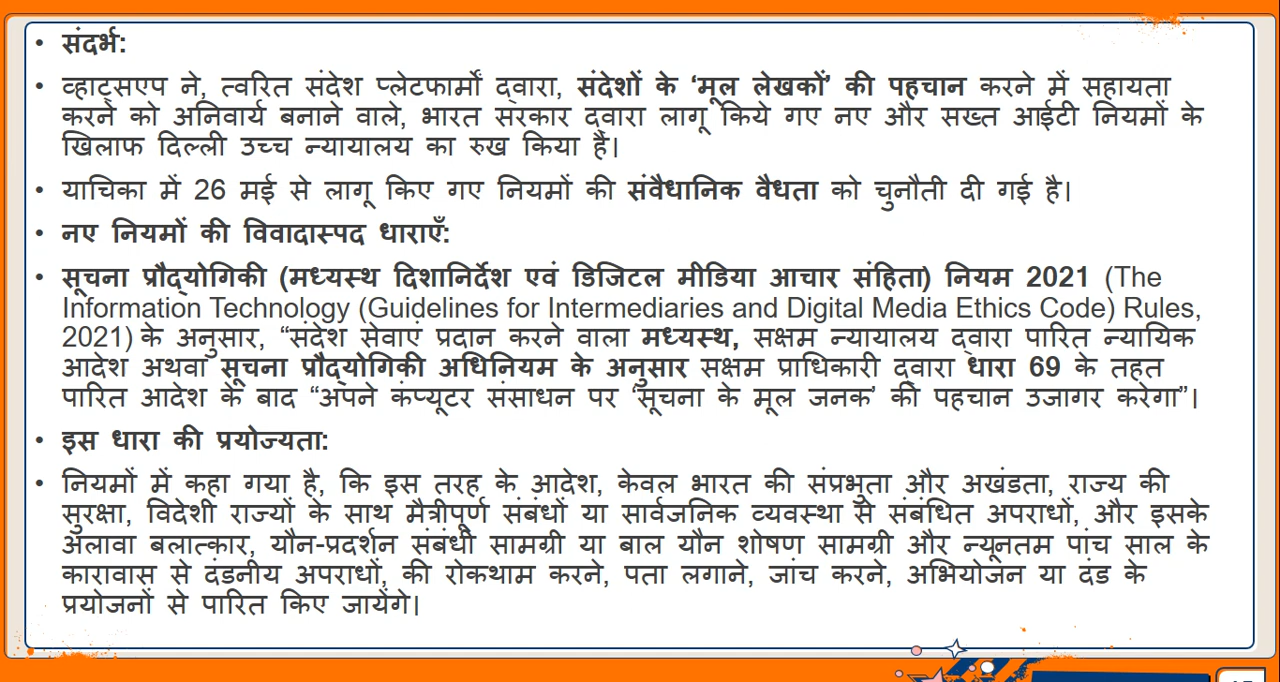 • संदर्भ:
• व्हाट्सएप ने, त्वरित संदेश प्लेटफार्मों द्वारा, संदेशों के ‘मूल लेखकों’ की पहचान करने में सहायता
करने को अनिवार्य बनाने वाले, भारत सरकार द्वारा लागू किये गए नए और सख्त आईटी नियमों के
खिलाफ दिल्ली उच्च न्यायालय का रुख किया हैं।
• याचिका में 26 मई से लागू किए गए नियमों की संवैधानिक वैधता को चुनौती दी गई है।
• नए नियमों की विवादास्पद धाराएँ:
• सूचना प्रौद्योगिकी (मध्यस्थ दिशानिर्देश एवं डिजिटल मीडिया आचार संहिता) नियम 2021 (The
Information Technology (Guidelines for Intermediaries and Digital Media Ethics Code) Rules,
2021) के अनुसार, “संदेश सेवाएं प्रदान करने वाला मध्यस्थ, सक्षम न्यायालय द्वारा पारित न्यायिक
आदेश अथवा सूचना प्रौद्योगिकी अधिनियम के अनुसार सक्षम प्राधिकारी द्वारा धारा 69 के तहत
पारित आदेश के बाद “अपने कंप्यूटर संसाधन पर ‘सूचना के मूल जनक’ की पहचान उजागर करेगा”।
• इस धारा की प्रयोज्यता:
• नियमों में कहा गया है, कि इस तरह के आदेश, केवल भारत की संप्रभुता और अखंडता, राज्य की
सुरक्षा, विदेशी राज्यों के साथ मैत्रीपूर्ण संबंधों या सार्वजनिक व्यवस्था से संबंधित अपराधों, और इसके
अलावा बलात्कार, यौन-प्रदर्शन संबंधी सामग्री या बाल यौन शोषण सामग्री और न्यूनतम पांच साल के
कारावास से दंडनीय अपराधों, की रोकथाम करने, पता लगाने, जांच करने, अभियोजन या दंड के
प्रयोजनों से पारित किए जायेंगे।